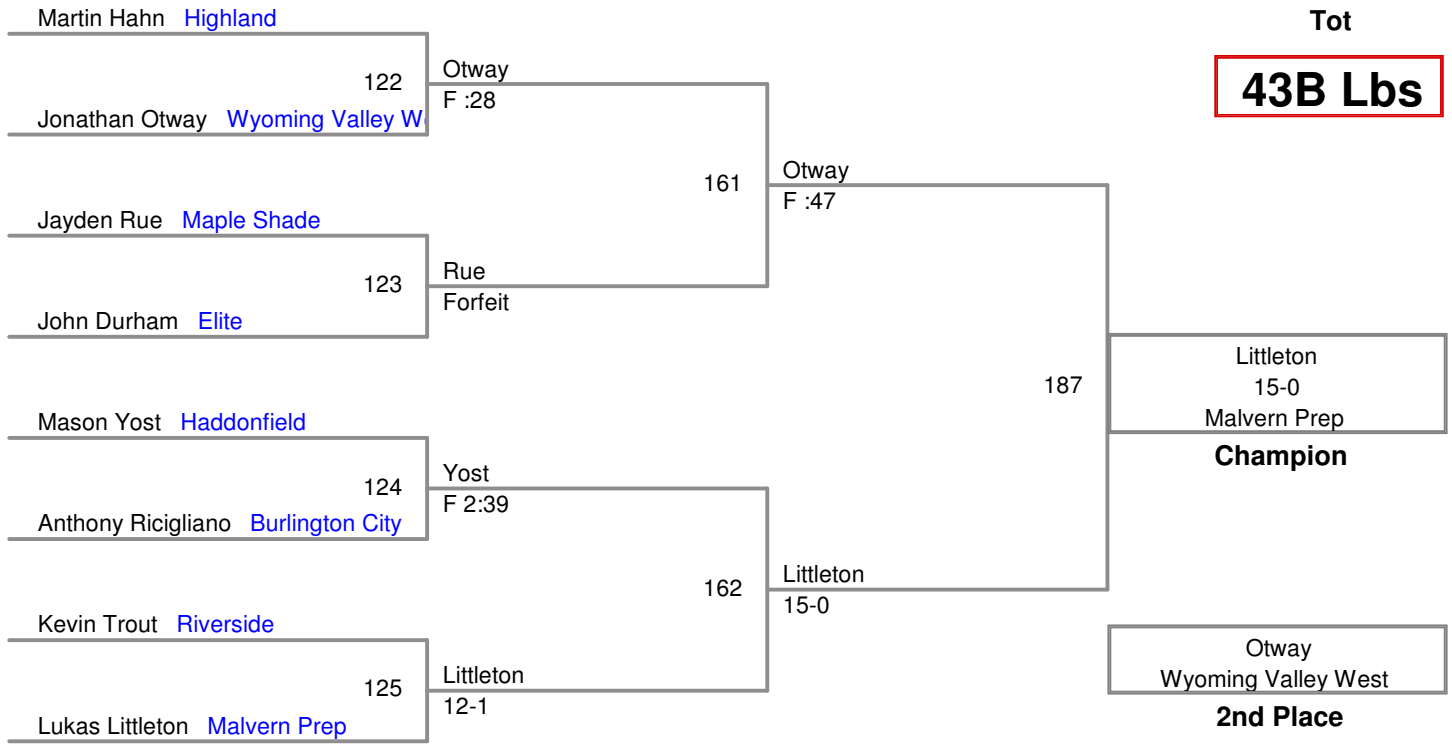 Martin Hahn Highland
Tot
122
Otway
F :28
43B Lbs
Jonathan Otway Wyoming Valley W
161
Otway
F :47
Jayden Rue Maple Shade
123
Rue
Forfeit
John Durham Elite
187
Littleton
15-0
Malvern Prep
Champion
Mason Yost Haddonfield
124
Yost
F 2:39
Anthony Ricigliano Burlington City
162
Littleton
15-0
Kevin Trout Riverside
125
Littleton
12-1
Lukas Littleton Malvern Prep
Otway
Wyoming Valley West
2nd Place